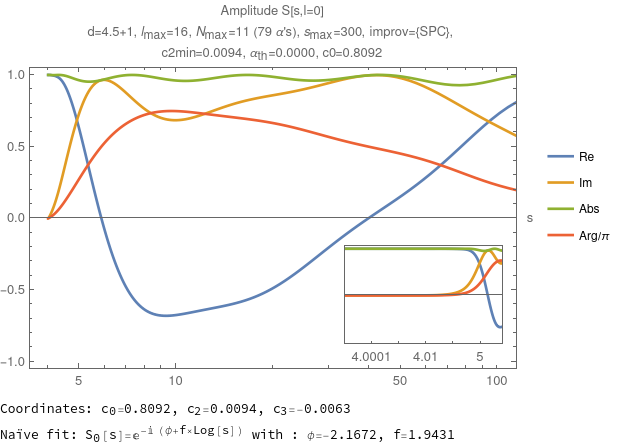 Amplitude S[s,l=0]
d=4.5+1, lmax=16, Nmax=11 (79 α's), smax=300, improv={SPC},
c2min=0.0094, αth=0.0000, c0=0.8092
1.0
0.5
0.0
-0.5
-1.0
5
10
50
100
s
4.0001
4.01
5
Re
Im
Abs
Arg/π
Coordinates: c0=0.8092, c2=0.0094, c3=-0.0063
Naïve fit: S0[s]=e^-i (ϕ+f×Log[s]) with : ϕ=-2.1672, f=1.9431